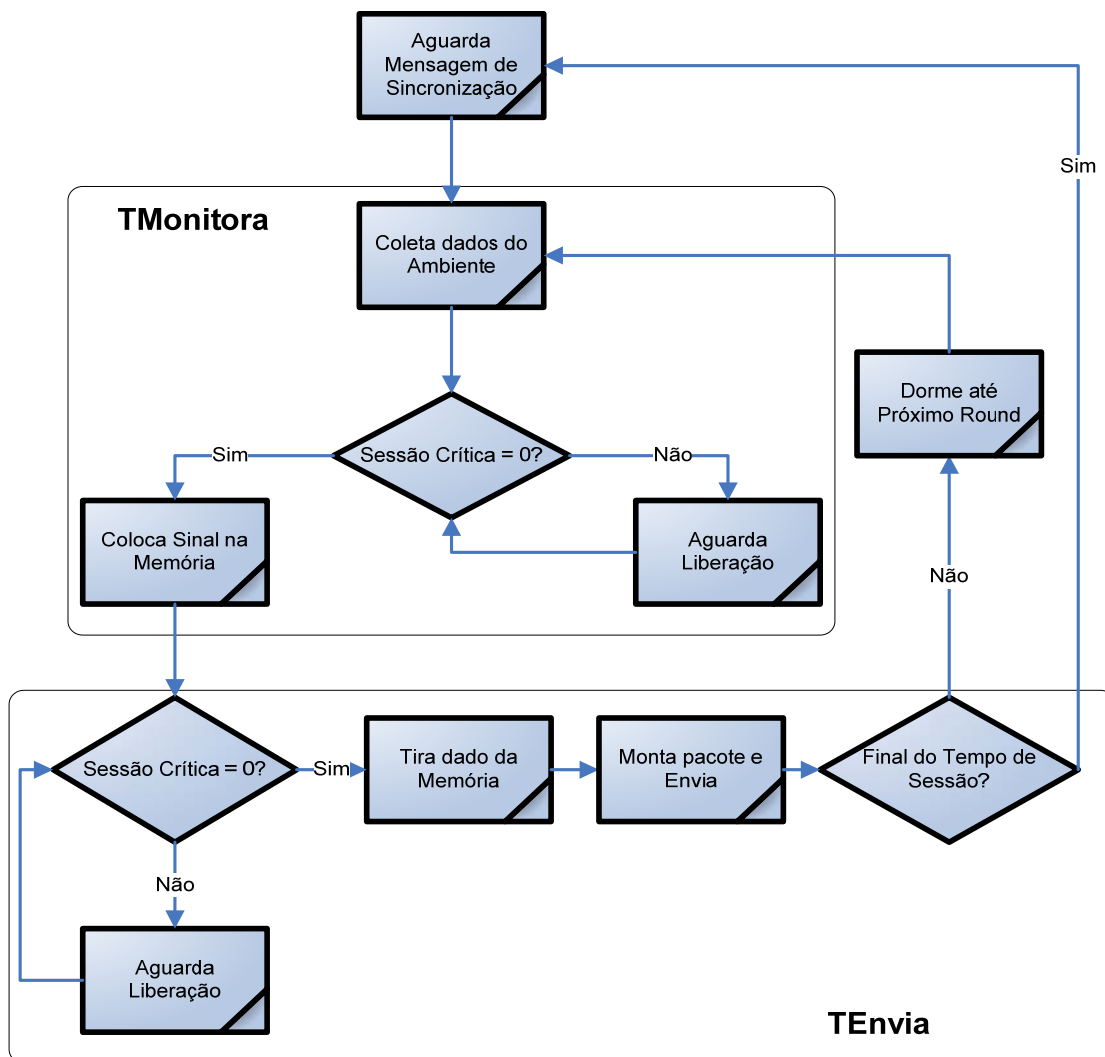 Aguarda
Mensagem de
Sincronização
Sim
TMonitora
Coleta dados do
Ambiente
Dorme até
Próximo Round
Sim
Sessão Crítica = 0?
Não
Coloca Sinal na
Memória
Aguarda
Liberação
Não
Sessão Crítica = 0?
Sim
Tira dado da
Memória
Monta pacote e
Envia
Final do Tempo de
Sessão?
Não
Aguarda
Liberação
TEnvia